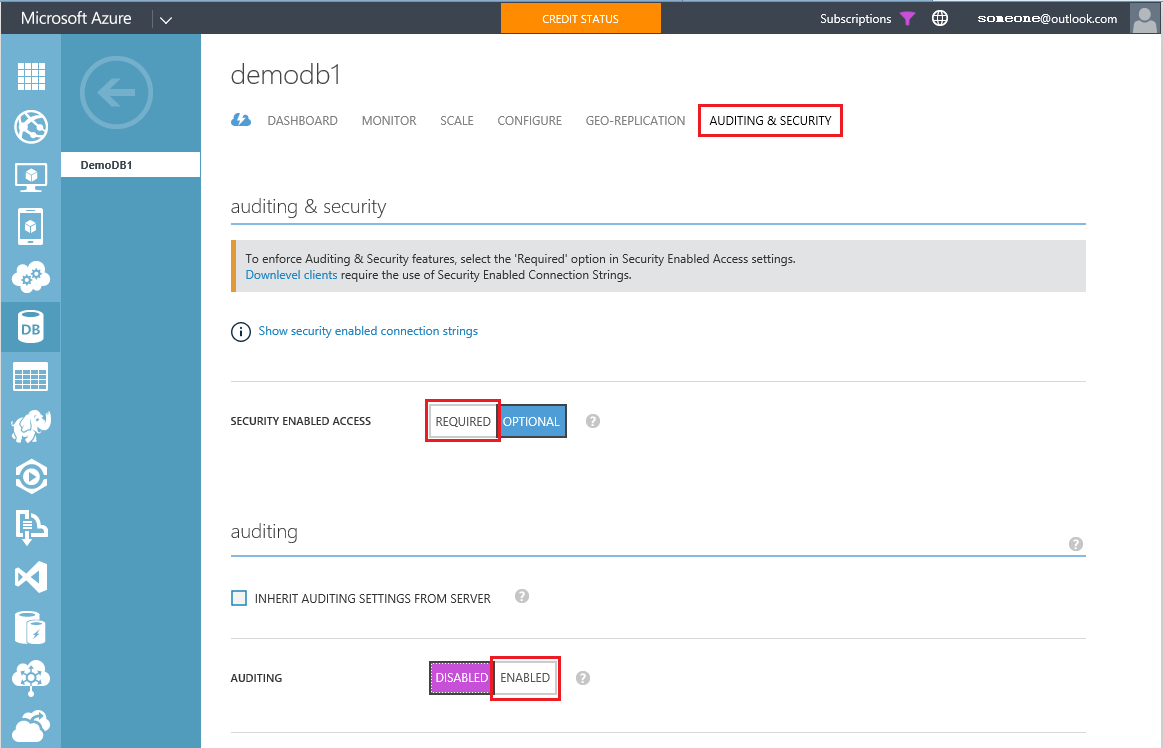 Microsoft Azure
CREDIT STATUS
Subscriptions
someone@outlook.com
demodb1
DASHBOARD MONITOR SCALE CONFIGURE GEO-REPLICATION AUDITING & SECURITY
DemoDB1
auditing & security
To enforce Auditing & Security features, select the 'Required' option in Security Enabled Access settings.
Downlevel clients require the use of Security Enabled Connection Strings.
i Show security enabled connection strings
SECURITY ENABLED ACCESS REQUIRED OPTIONAL ?
DB
auditing ?
INHERIT AUDITING SETTINGS FROM SERVER ?
AUDITING DISABLED ENABLED ?